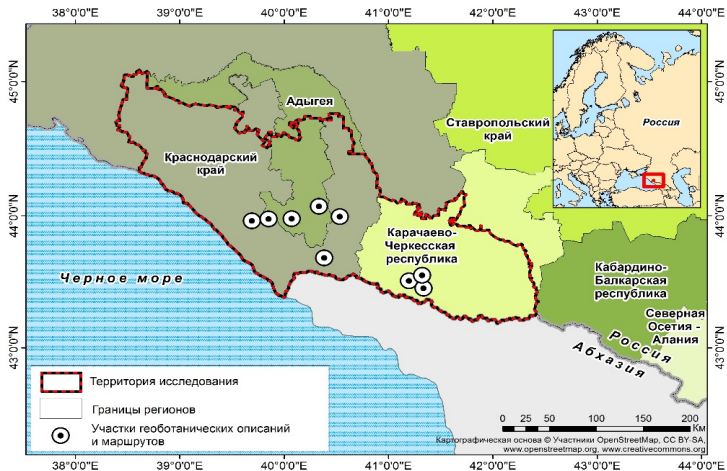 38°0'0"E 39°0'0"E 40°0'0"E 41°0'0"E 42°0'0"E 43°0'0"E 44°0'0"E
45°0'0"N
44°0'0"N
43°0'0"N
Адыгея
Ставропольский
край
Россия
Краснодарский
край
Карачаево-
Черкесская
республика
Черное море
Кабардино-
Балкарская
республика
Северная
Осетия -
Алания
Россия
Абхазия
Территория исследования
Границы регионов
Участки геоботанических описаний
и маршрутов
0 25 50 100 150 200
Км
Картографическая основа © Участники OpenStreetMap, CC BY-SA,
www.openstreetmap.org, www.creativecommons.org
45°0'0"N
44°0'0"N
43°0'0"N
38°0'0"E 39°0'0"E 40°0'0"E 41°0'0"E 42°0'0"E 43°0'0"E 44°0'0"E